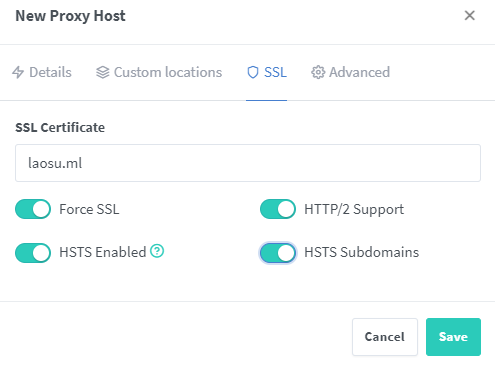 New Proxy Host
Details Custom locations SSL Advanced
SSL Certificate
laosu.ml
Force SSL HTTP/2 Support
HSTS Enabled HSTS Subdomains
Cancel Save